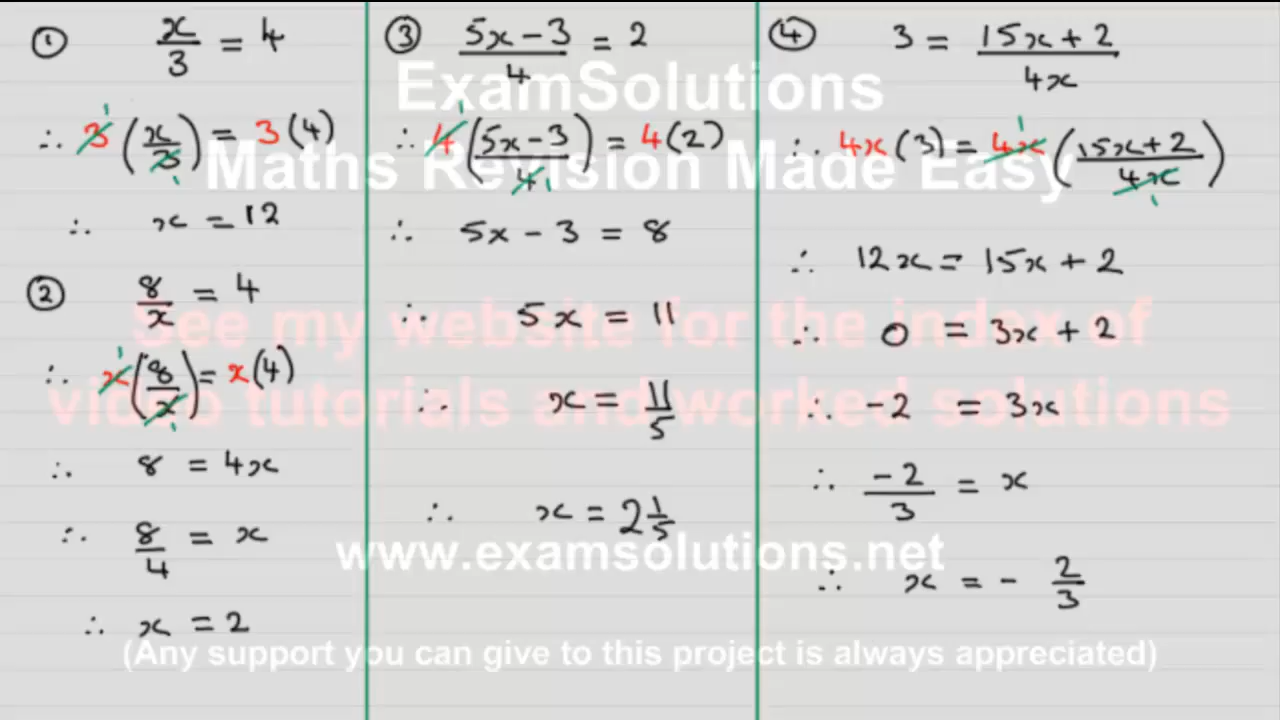 ① x/3 = 4
∴ 3(x/3) = 3(4)
∴ x = 12
② 8/x = 4
∴ x(8/x) = x(4)
∴ 8 = 4x
∴ 8/4 = x
∴ x = 2
③ (5x − 3)/4 = 2
∴ 4((5x − 3)/4) = 4(2)
∴ 5x − 3 = 8
∴ 5x = 11
∴ x = 11/5
∴ x = 2 1/5
④ 3 = (15x + 2)/4x
∴ 4x(3) = 4x((15x + 2)/4x)
∴ 12x = 15x + 2
∴ 0 = 3x + 2
∴ −2 = 3x
∴ −2/3 = x
∴ x = − 2/3
ExamSolutions
Maths Revision Made Easy
See my website for the index of
video tutorials and worked solutions
www.examsolutions.net
(Any support you can give to this project is always appreciated)